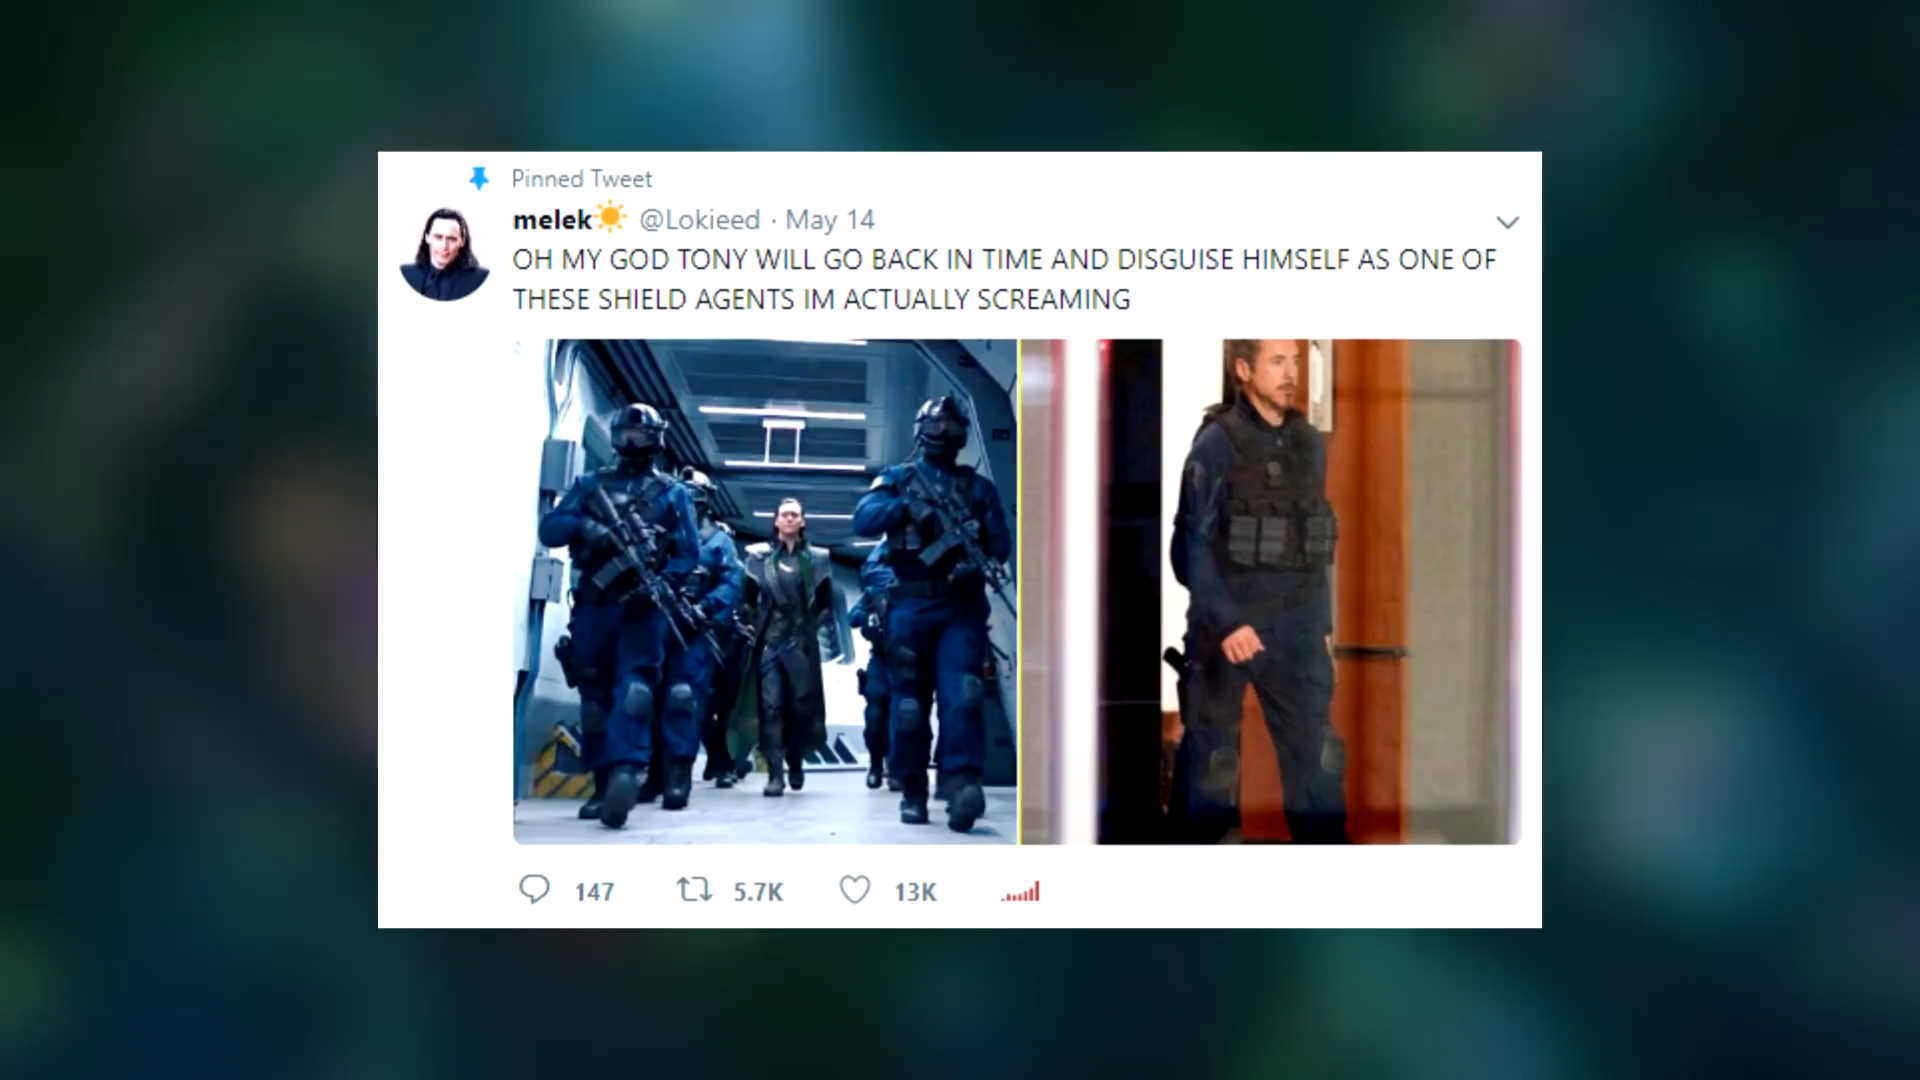 Pinned Tweet
melek☀️ @Lokieed · May 14
OH MY GOD TONY WILL GO BACK IN TIME AND DISGUISE HIMSELF AS ONE OF
THESE SHIELD AGENTS IM ACTUALLY SCREAMING
147 5.7K 13K